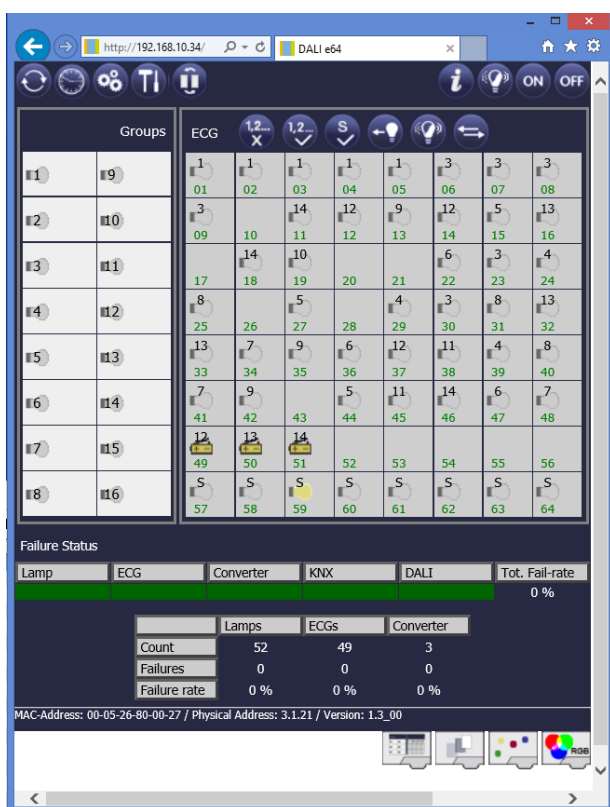 http://192.168.10.34/
DALI e64
1,2... 1,2... S
i ON OFF
Groups
ECG
1 9
2 10
3 11
4 12
5 13
6 14
7 15
8 16
1 1 1 1 1 3 3 3
01 02 03 04 05 06 07 08
3 14 12 9 12 5 13
09 10 11 12 13 14 15 16
14 10 6 3 4
17 18 19 20 21 22 23 24
8 5 4 3 8 13
25 26 27 28 29 30 31 32
13 7 9 6 12 11 4 8
33 34 35 36 37 38 39 40
7 9 5 11 14 6 7
41 42 43 44 45 46 47 48
12 13 14
49 50 51 52 53 54 55 56
S S S S S S S S
57 58 59 60 61 62 63 64
Failure Status
Lamp ECG Converter KNX DALI Tot. Fail-rate
0 %
Lamps ECGs Converter
Count 52 49 3
Failures 0 0 0
Failure rate 0 % 0 % 0 %
MAC-Address: 00-05-26-80-00-27 / Physical Address: 3.1.21 / Version: 1.3_00
RGB